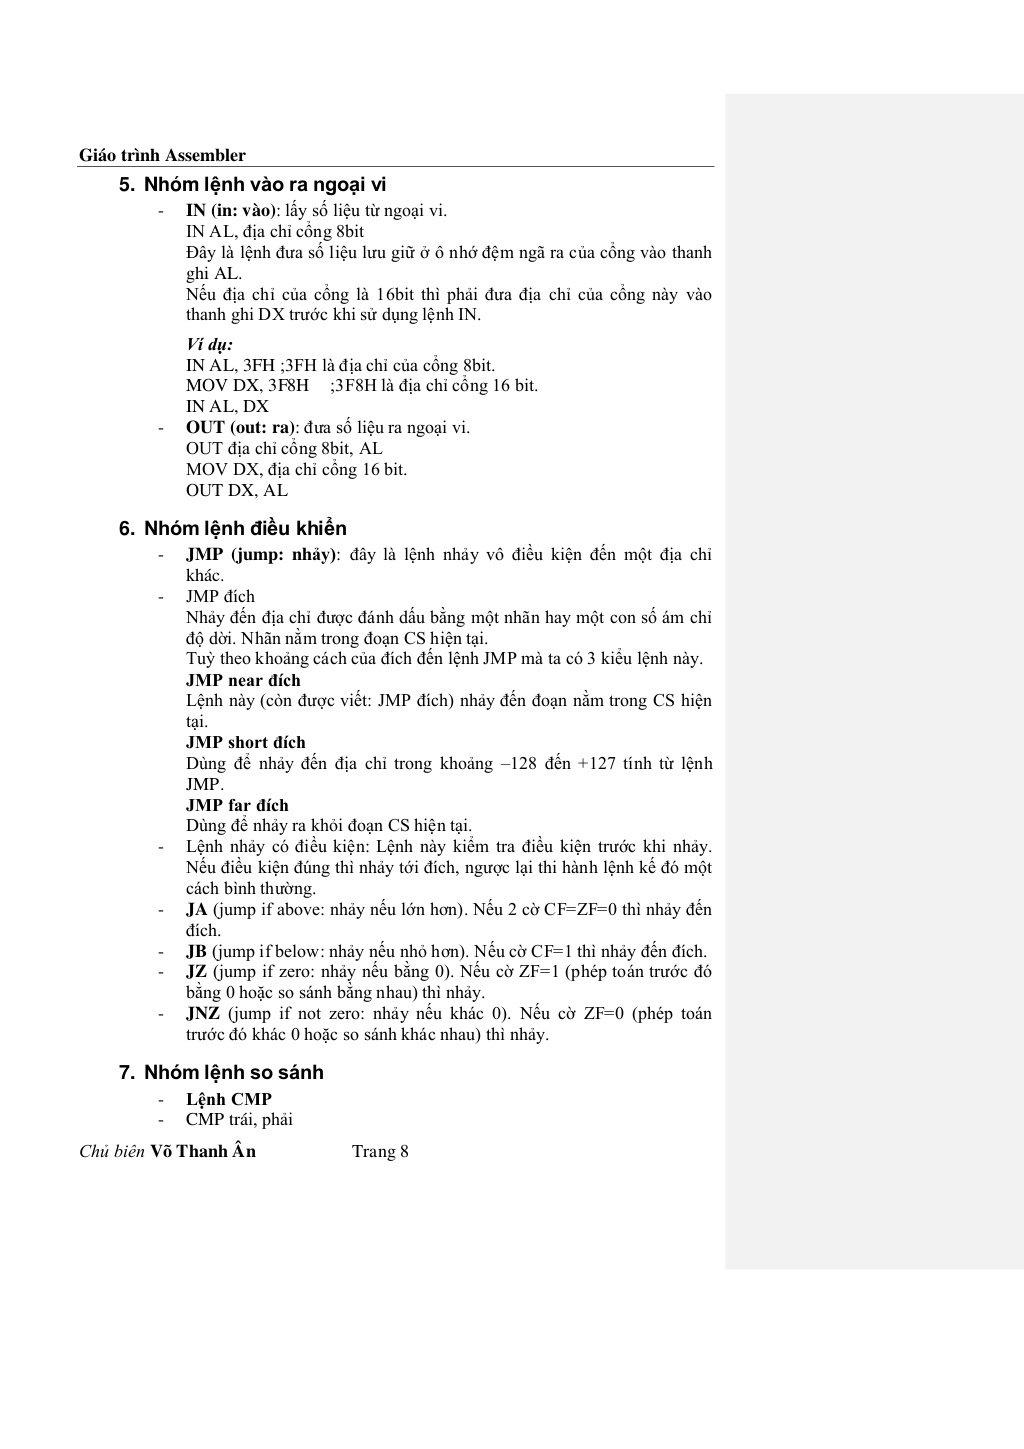 Giáo trình Assembler
5. Nhóm lệnh vào ra ngoại vi
- IN (in: vào): lấy số liệu từ ngoại vi.
IN AL, địa chỉ cổng 8bit
Đây là lệnh đưa số liệu lưu giữ ở ô nhớ đệm ngã ra của cổng vào thanh
ghi AL.
Nếu địa chỉ của cổng là 16bit thì phải đưa địa chỉ của cổng này vào
thanh ghi DX trước khi sử dụng lệnh IN.
Ví dụ:
IN AL, 3FH ;3FH là địa chỉ của cổng 8bit.
MOV DX, 3F8H ;3F8H là địa chỉ cổng 16 bit.
IN AL, DX
- OUT (out: ra): đưa số liệu ra ngoại vi.
OUT địa chỉ cổng 8bit, AL
MOV DX, địa chỉ cổng 16 bit.
OUT DX, AL
6. Nhóm lệnh điều khiển
- JMP (jump: nhảy): đây là lệnh nhảy vô điều kiện đến một địa chỉ
khác.
- JMP đích
Nhảy đến địa chỉ được đánh dấu bằng một nhãn hay một con số ám chỉ
độ dời. Nhãn nằm trong đoạn CS hiện tại.
Tuỳ theo khoảng cách của đích đến lệnh JMP mà ta có 3 kiểu lệnh này.
JMP near đích
Lệnh này (còn được viết: JMP đích) nhảy đến đoạn nằm trong CS hiện
tại.
JMP short đích
Dùng để nhảy đến địa chỉ trong khoảng –128 đến +127 tính từ lệnh
JMP.
JMP far đích
Dùng để nhảy ra khỏi đoạn CS hiện tại.
- Lệnh nhảy có điều kiện: Lệnh này kiểm tra điều kiện trước khi nhảy.
Nếu điều kiện đúng thì nhảy tới đích, ngược lại thi hành lệnh kế đó một
cách bình thường.
- JA (jump if above: nhảy nếu lớn hơn). Nếu 2 cờ CF=ZF=0 thì nhảy đến
đích.
- JB (jump if below: nhảy nếu nhỏ hơn). Nếu cờ CF=1 thì nhảy đến đích.
- JZ (jump if zero: nhảy nếu bằng 0). Nếu cờ ZF=1 (phép toán trước đó
bằng 0 hoặc so sánh bằng nhau) thì nhảy.
- JNZ (jump if not zero: nhảy nếu khác 0). Nếu cờ ZF=0 (phép toán
trước đó khác 0 hoặc so sánh khác nhau) thì nhảy.
7. Nhóm lệnh so sánh
- Lệnh CMP
- CMP trái, phải
Chủ biên Võ Thanh Ân Trang 8